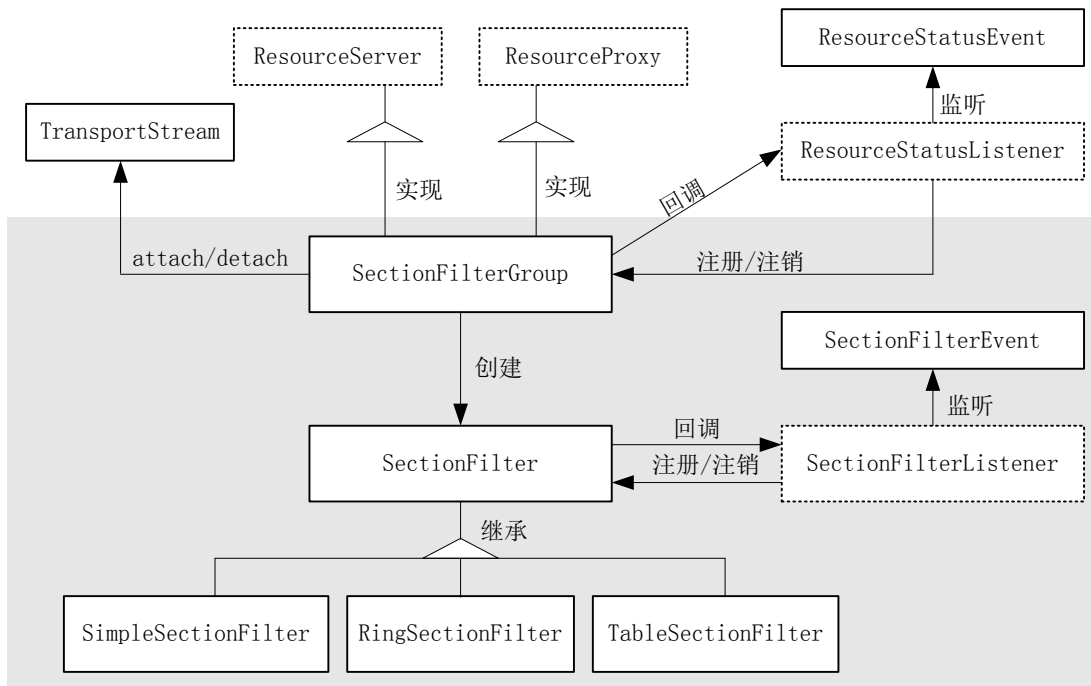 ResourceServer
ResourceProxy
ResourceStatusEvent
监听
TransportStream
ResourceStatusListener
实现
实现
回调
attach/detach
SectionFilterGroup
注册/注销
SectionFilterEvent
创建
监听
回调
SectionFilter
注册/注销
SectionFilterListener
继承
SimpleSectionFilter
RingSectionFilter
TableSectionFilter